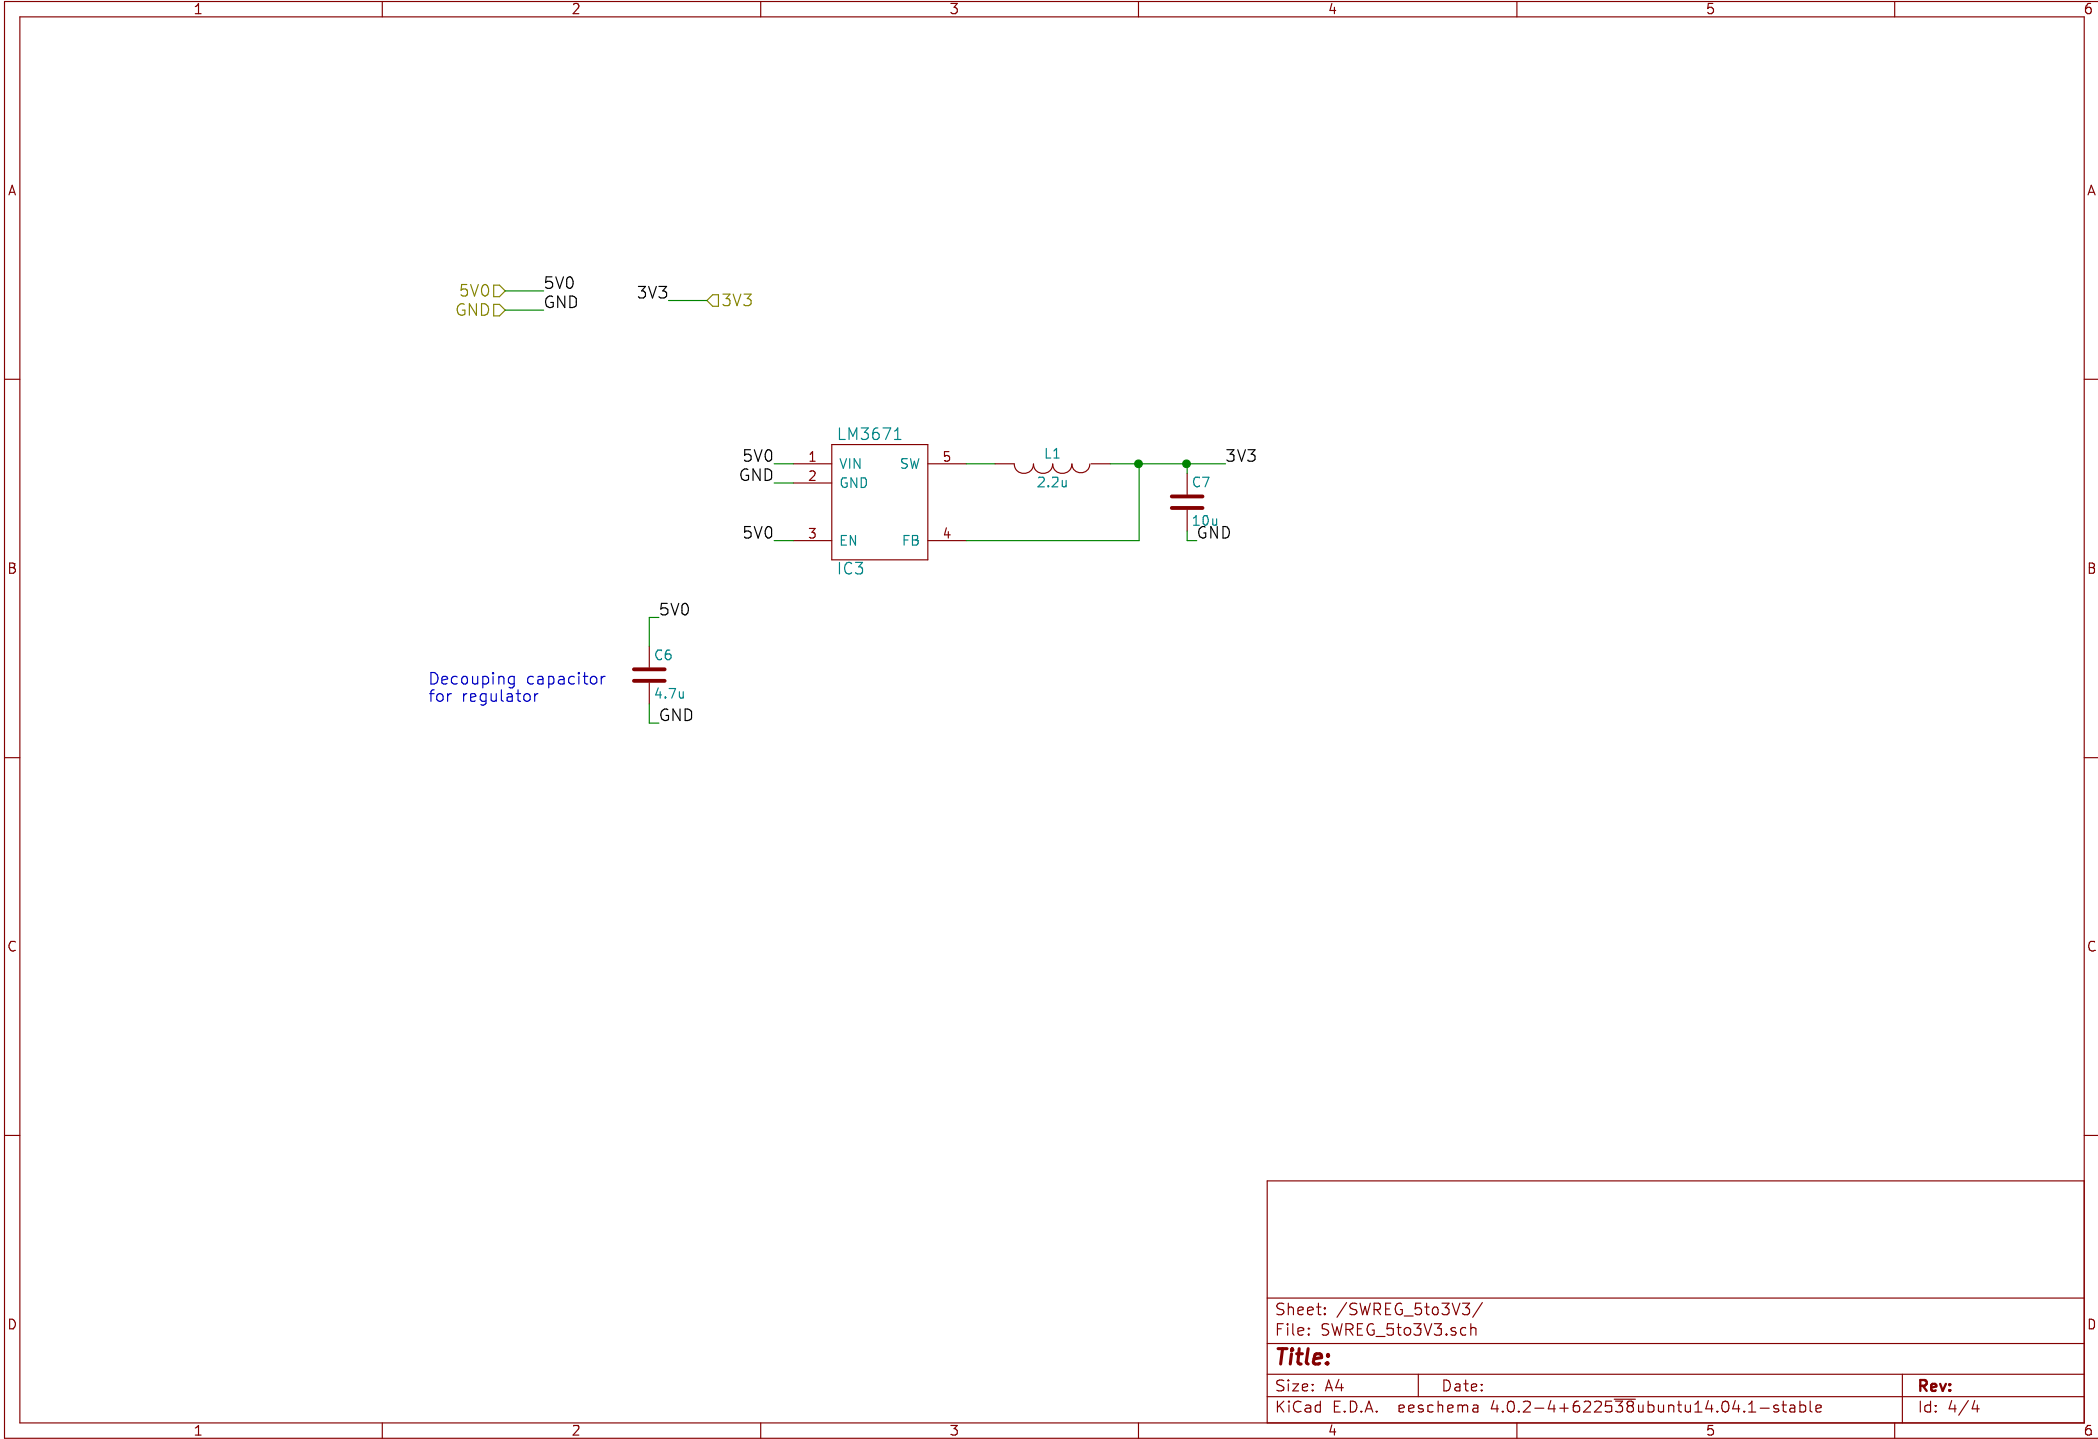 1 2 3 4 5 6
A A
5V0 5V0
GND GND
3V3 3V3
LM3671
5V0 1 VIN SW 5 L1 3V3
GND 2 GND 2.2u C7
10u
5V0 3 EN FB 4 GND
IC3
B B
5V0
C6
Decouping capacitor
for regulator
4.7u
GND
C C
Sheet: /SWREG_5to3V3/
File: SWREG_5to3V3.sch
D D
Title:
Size: A4 Date: Rev:
KiCad E.D.A. eeschema 4.0.2-4+622538ubuntu14.04.1-stable Id: 4/4
1 2 3 4 5 6